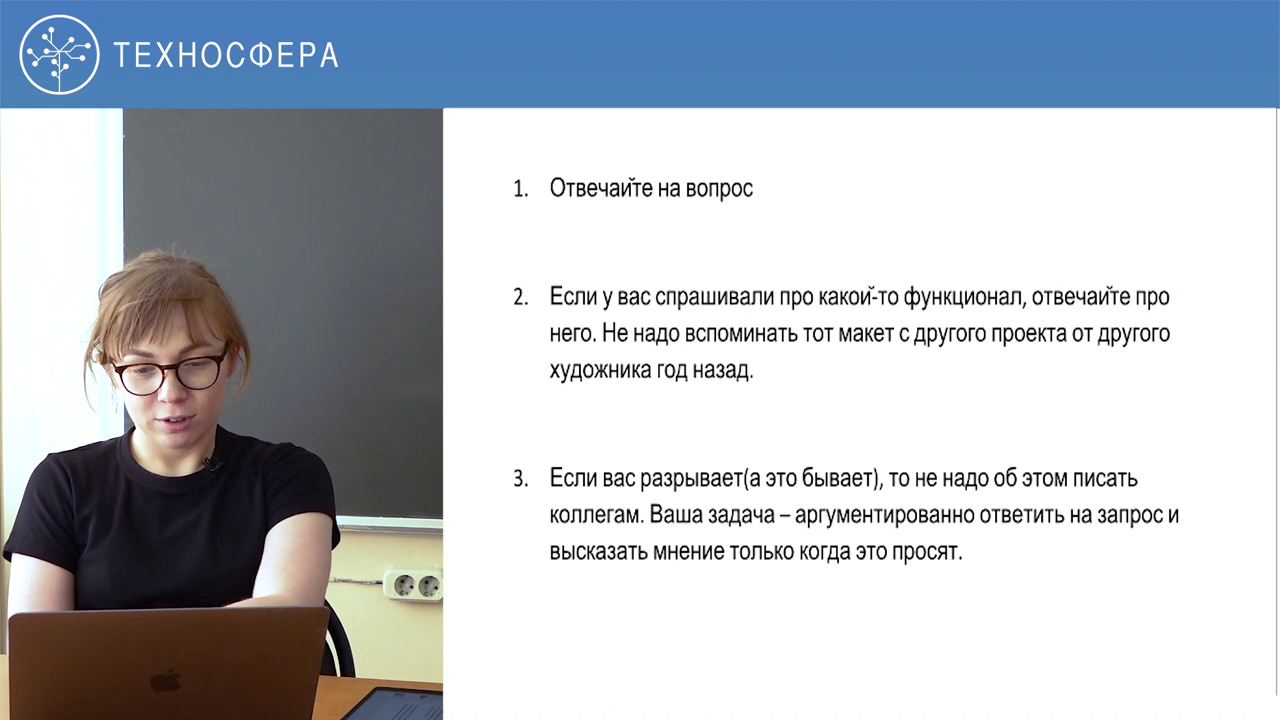 ТЕХНОСФЕРА
1. Отвечайте на вопрос
2. Если у вас спрашивали про какой-то функционал, отвечайте про
него. Не надо вспоминать тот макет с другого проекта от другого
художника год назад.
3. Если вас разрывает(а это бывает), то не надо об этом писать
коллегам. Ваша задача – аргументированно ответить на запрос и
высказать мнение только когда это просят.